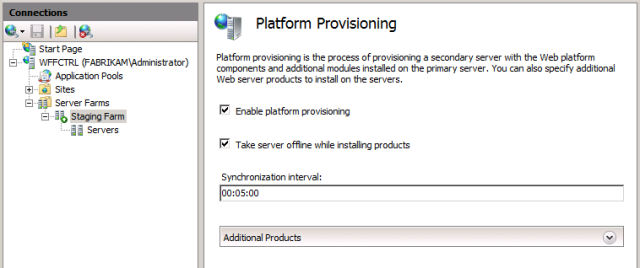 Connections
Start Page
WFFCTRL (FABRIKAM\Administrator)
Application Pools
Sites
Server Farms
Staging Farm
Servers
Platform Provisioning
Platform provisioning is the process of provisioning a secondary server with the Web platform
components and additional modules installed on the primary server. You can also specify additional
Web server products to install on the servers.
Enable platform provisioning
Take server offline while installing products
Synchronization interval:
00:05:00
Additional Products